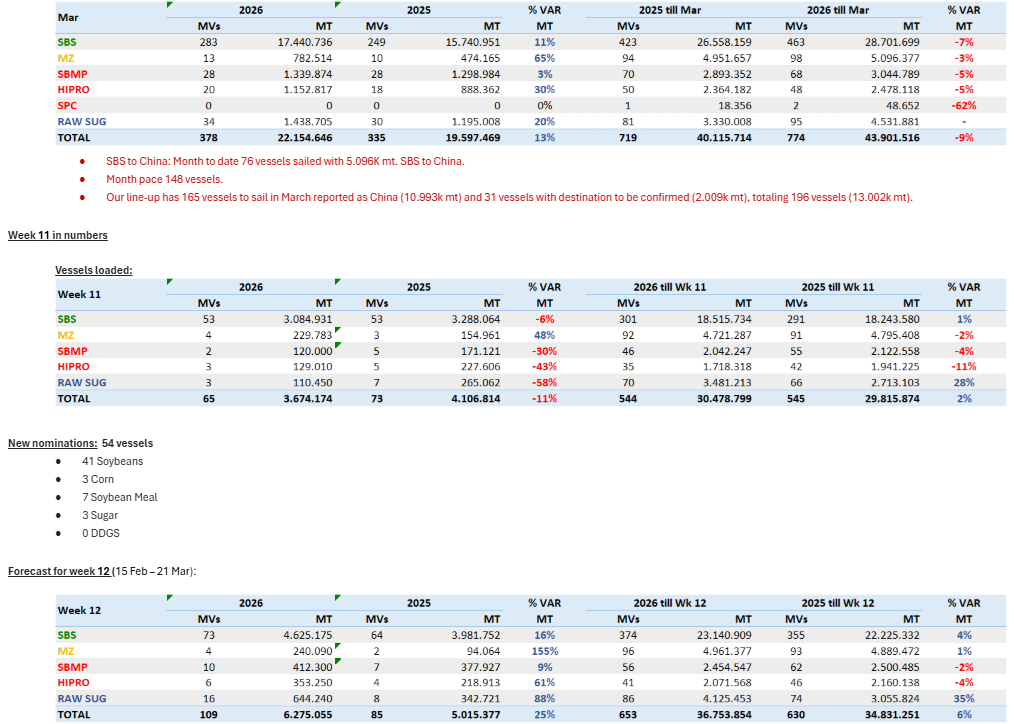 Mar 2026 2025 % VAR 2025 till Mar 2026 till Mar % VAR
MVs MT MVs MT MT MVs MT MVs MT MT
SBS 283 17.440.736 249 15.740.951 11% 423 26.558.159 463 28.701.699 -7%
MZ 13 782.514 10 474.165 65% 94 4.951.657 98 5.096.377 -3%
SBMP 28 1.339.874 28 1.298.984 3% 70 2.893.352 68 3.044.789 -5%
HIPRO 20 1.152.817 18 888.362 30% 50 2.364.182 48 2.478.118 -5%
SPC 0 0 0 0 0% 1 18.356 2 48.652 -62%
RAW SUG 34 1.438.705 30 1.195.008 20% 81 3.330.008 95 4.531.881 -
TOTAL 378 22.154.646 335 19.597.469 13% 719 40.115.714 774 43.901.516 -9%
• SBS to China: Month to date 76 vessels sailed with 5.096K mt. SBS to China.
• Month pace 148 vessels.
• Our line-up has 165 vessels to sail in March reported as China (10.993k mt) and 31 vessels with destination to be confirmed (2.009k mt), totaling 196 vessels (13.002k mt).
Week 11 in numbers
Vessels loaded:
Week 11 2026 2025 % VAR 2026 till Wk 11 2025 till Wk 11 % VAR
MVs MT MVs MT MT MVs MT MVs MT MT
SBS 53 3.084.931 53 3.288.064 -6% 301 18.515.734 291 18.243.580 1%
MZ 4 229.783 3 154.961 48% 92 4.721.287 91 4.795.408 -2%
SBMP 2 120.000 5 171.121 -30% 46 2.042.247 55 2.122.558 -4%
HIPRO 3 129.010 5 227.606 -43% 35 1.718.318 42 1.941.225 -11%
RAW SUG 3 110.450 7 265.062 -58% 70 3.481.213 66 2.713.103 28%
TOTAL 65 3.674.174 73 4.106.814 -11% 544 30.478.799 545 29.815.874 2%
New nominations: 54 vessels
• 41 Soybeans
• 3 Corn
• 7 Soybean Meal
• 3 Sugar
• 0 DDGS
Forecast for week 12 (15 Feb – 21 Mar):
Week 12 2026 2025 % VAR 2026 till Wk 12 2025 till Wk 12 % VAR
MVs MT MVs MT MT MVs MT MVs MT MT
SBS 73 4.625.175 64 3.981.752 16% 374 23.140.909 355 22.225.332 4%
MZ 4 240.090 2 94.064 155% 96 4.961.377 93 4.889.472 1%
SBMP 10 412.300 7 377.927 9% 56 2.454.547 62 2.500.485 -2%
HIPRO 6 353.250 4 218.913 61% 41 2.071.568 46 2.160.138 -4%
RAW SUG 16 644.240 8 342.721 88% 86 4.125.453 74 3.055.824 35%
TOTAL 109 6.275.055 85 5.015.377 25% 653 36.753.854 630 34.831.251 6%